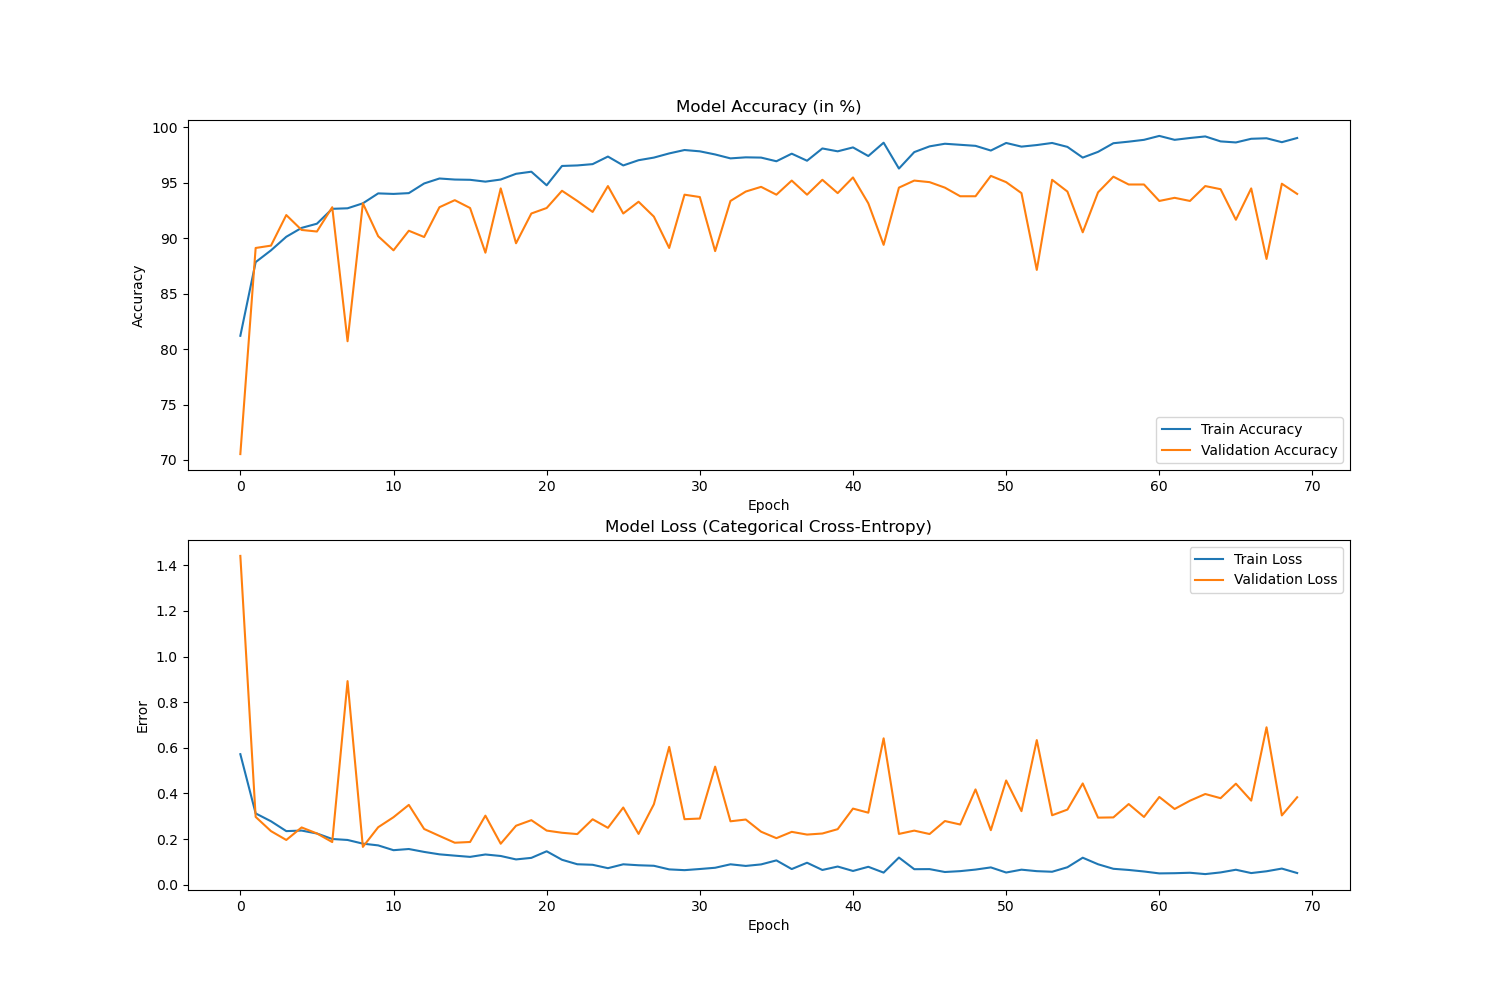 Model Accuracy (in %)
100
95
90
85
80
75
70
Accuracy
Train Accuracy
Validation Accuracy
0 10 20 30 40 50 60 70
Epoch
Model Loss (Categorical Cross-Entropy)
1.4
1.2
1.0
0.8
0.6
0.4
0.2
0.0
Error
Train Loss
Validation Loss
0 10 20 30 40 50 60 70
Epoch